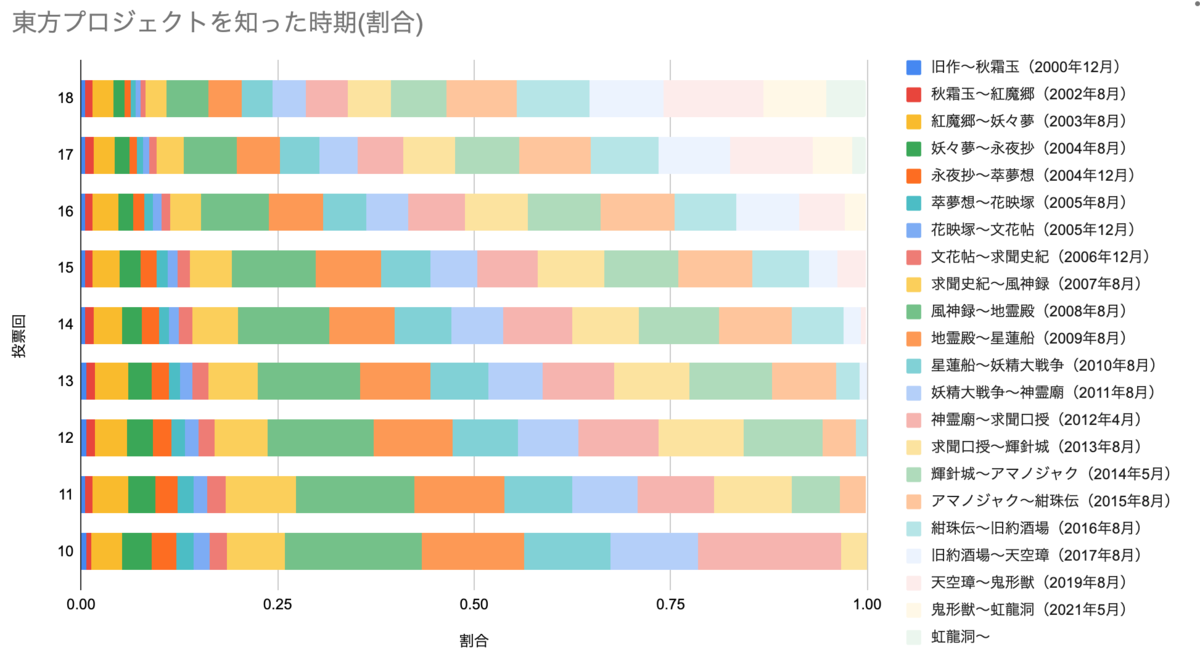 東方プロジェクトを知った時期(割合)
投票回
18
17
16
15
14
13
12
11
10
0.00
0.25
0.50
0.75
1.00
割合
旧作〜秋霜玉（2000年12月）
秋霜玉〜紅魔郷（2002年8月）
紅魔郷〜妖々夢（2003年8月）
妖々夢〜永夜抄（2004年8月）
永夜抄〜萃夢想（2004年12月）
萃夢想〜花映塚（2005年8月）
花映塚〜文花帖（2005年12月）
文花帖〜求聞史紀（2006年12月）
求聞史紀〜風神録（2007年8月）
風神録〜地霊殿（2008年8月）
地霊殿〜星蓮船（2009年8月）
星蓮船〜妖精大戦争（2010年8月）
妖精大戦争〜神霊廟（2011年8月）
神霊廟〜求聞口授（2012年4月）
求聞口授〜輝針城（2013年8月）
輝針城〜アマノジャク（2014年5月）
アマノジャク〜紺珠伝（2015年8月）
紺珠伝〜旧約酒場（2016年8月）
旧約酒場〜天空璋（2017年8月）
天空璋〜鬼形獣（2019年8月）
鬼形獣〜虹龍洞（2021年5月）
虹龍洞〜